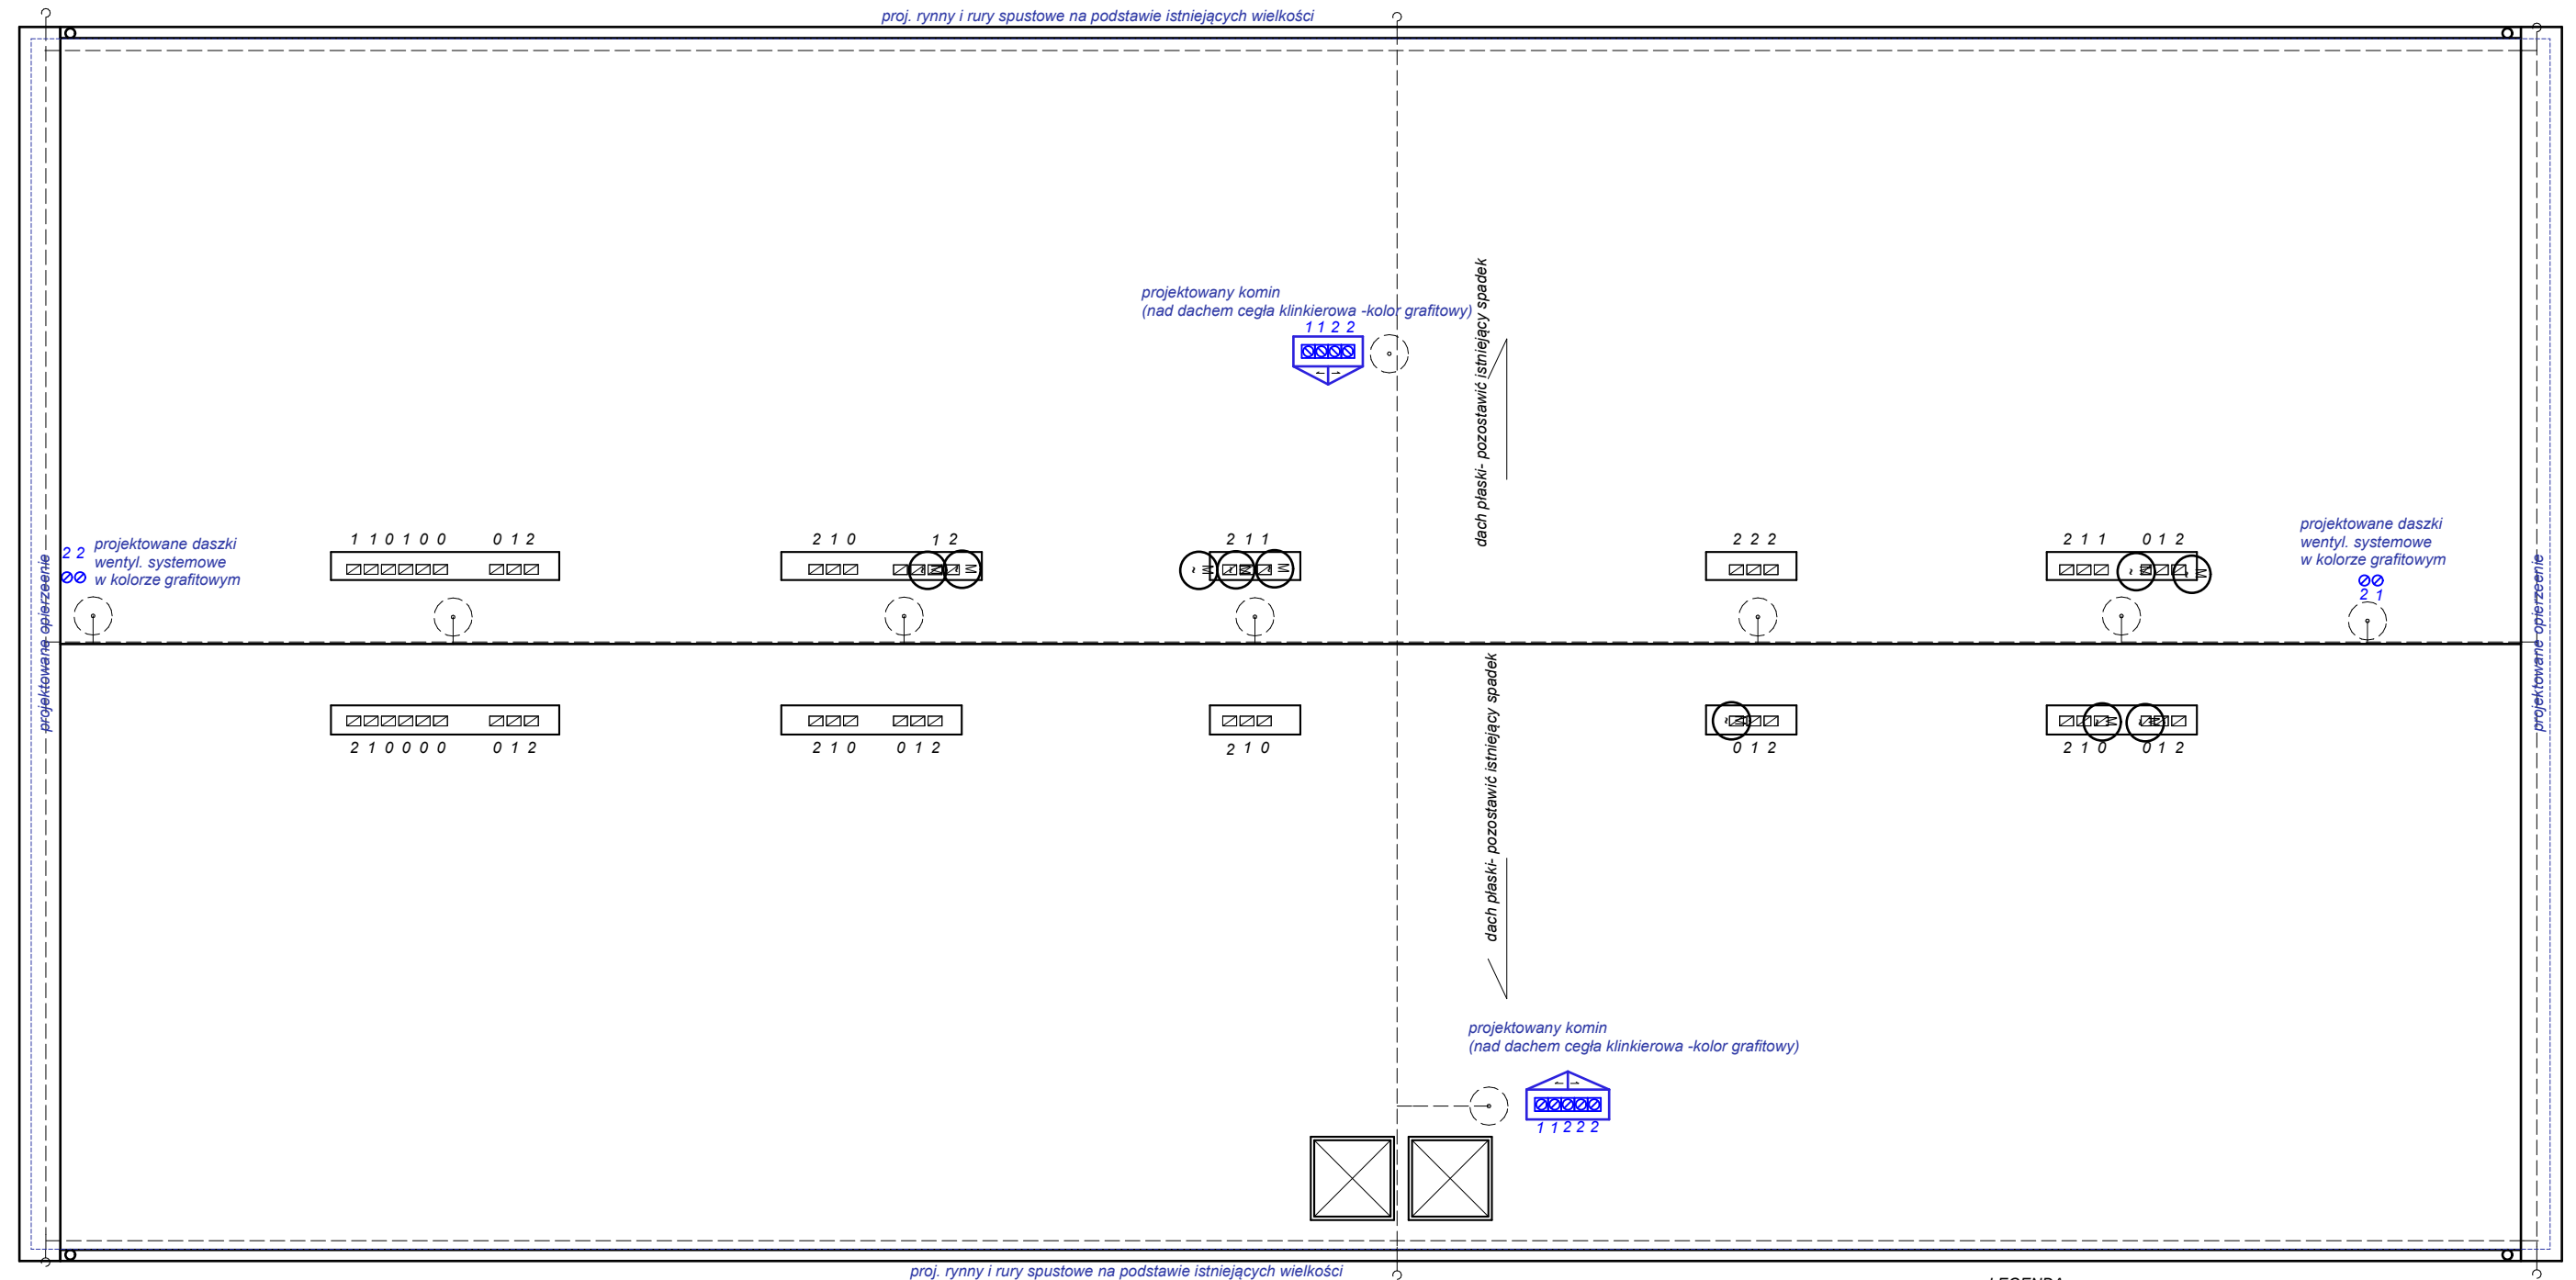 proj. rynny i rury spustowe na podstawie istniejących wielkości
projektowany komin
(nad dachem cegła klinkierowa -kolor grafitowy)
1 1 2 2
dach płaski- pozostawić istniejący spadek
projektowane opierzeenie
2 2
projektowane daszki
wentyl. systemowe
w kolorze grafitowym
1 1 0 1 0 0 0 1 2
2 1 0 1 2
2 1 1
2 2 2
2 1 1 0 1 2
projektowane daszki
wentyl. systemowe
w kolorze grafitowym
2 1
projektowane opierzeenie
~ M ~ M
~ M ~ M ~ M
~ M ~ M
dach płaski- pozostawić istniejący spadek
~ M
~ M ~ M
2 1 0 0 0 0 0 1 2
2 1 0 0 1 2
2 1 0
0 1 2
2 1 0 0 1 2
projektowany komin
(nad dachem cegła klinkierowa -kolor grafitowy)
1 1 2 2 2
proj. rynny i rury spustowe na podstawie istniejących wielkości
LEGENDA